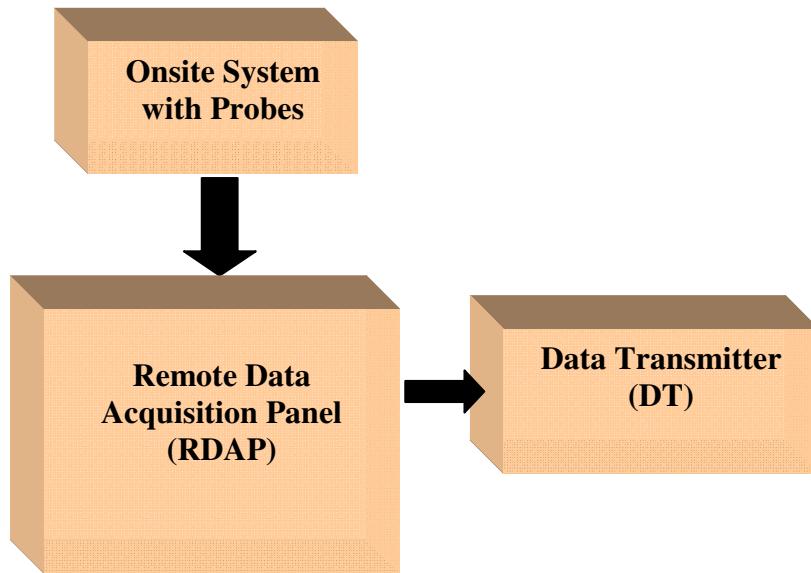 Onsite System
with Probes
Remote Data
Acquisition Panel
(RDAP)
Data Transmitter
(DT)